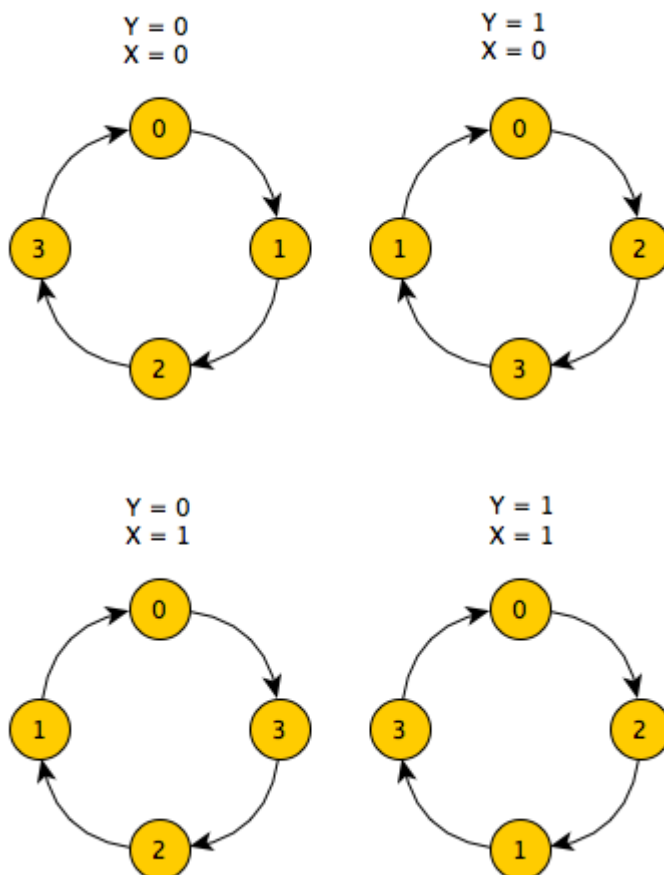 Y = 0
X = 0
0
3
1
2
Y = 1
X = 0
0
1
2
3
Y = 0
X = 1
0
1
3
2
Y = 1
X = 1
0
3
2
1